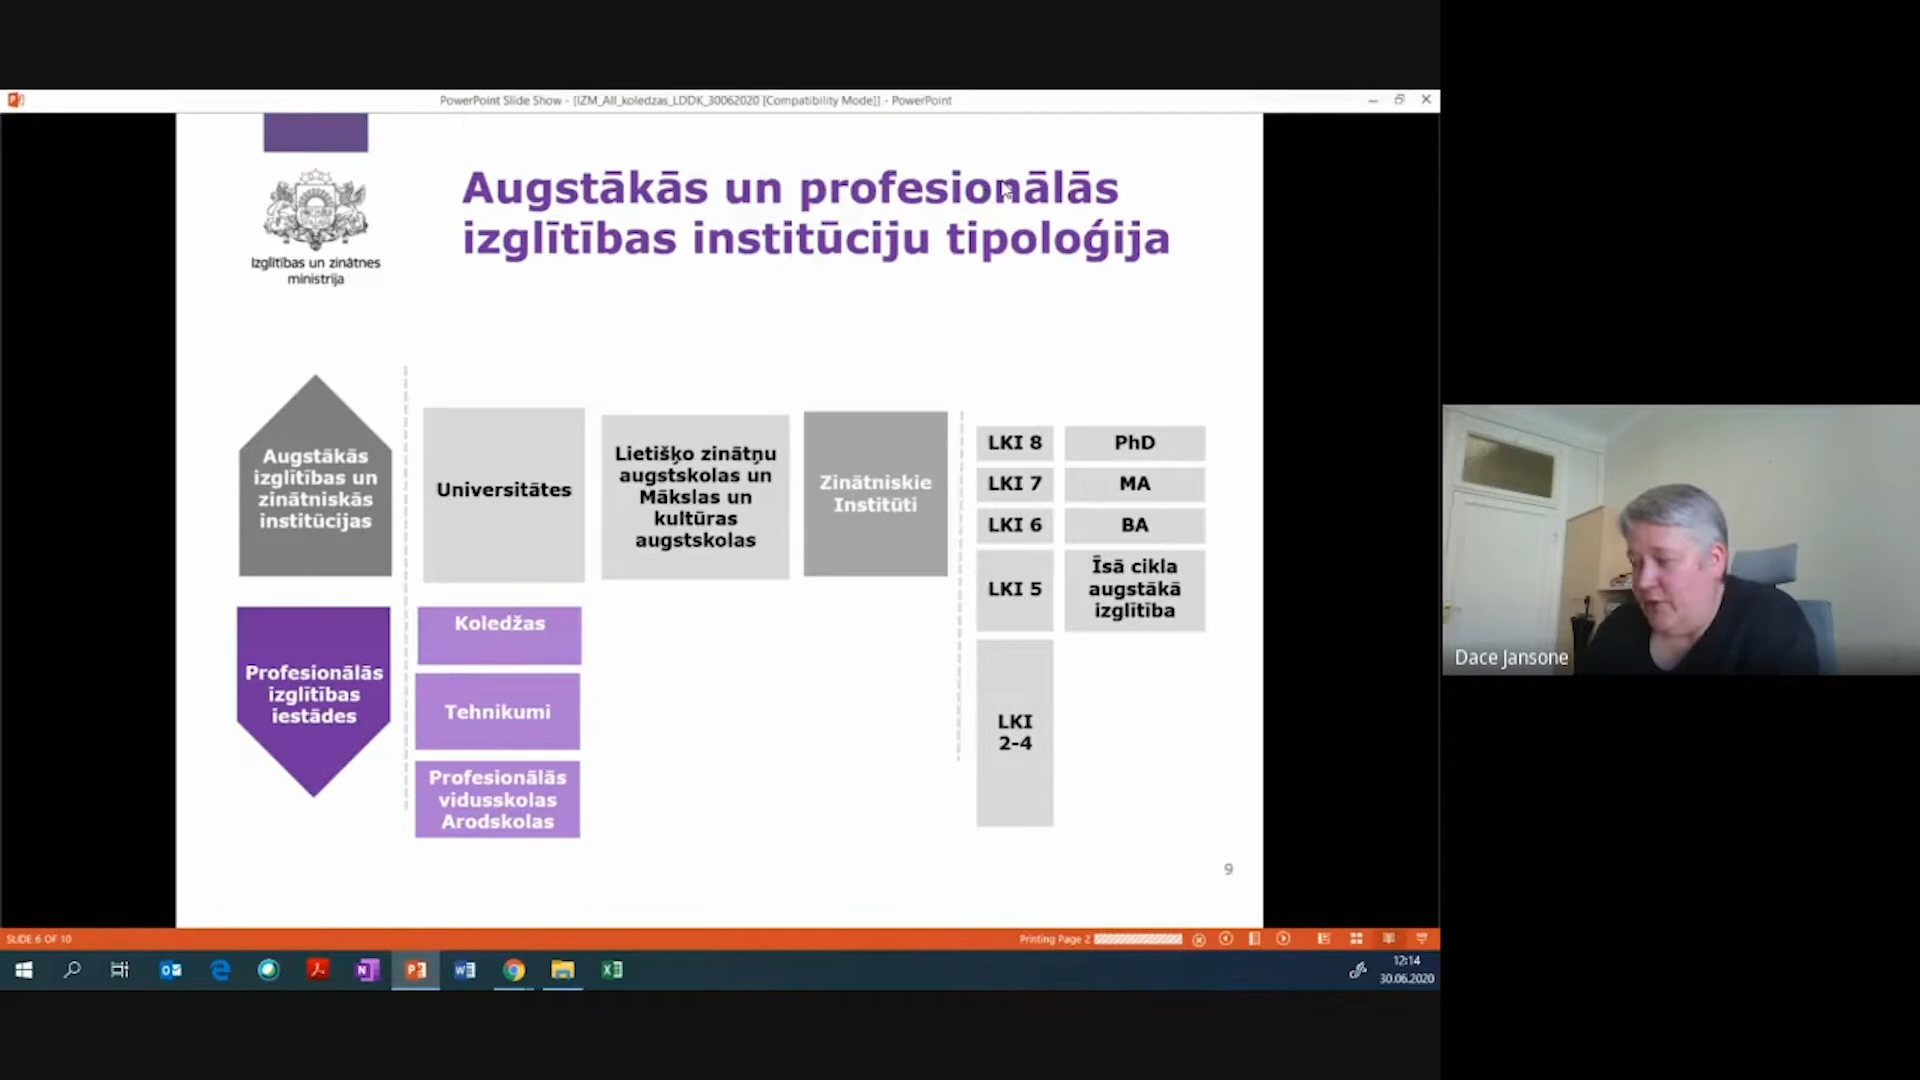 PowerPoint Slide Show - [IZM_All_koledzas_LDDK_30062020 [Compatibility Mode]] - PowerPoint
Augstākās un profesionālās
izglītības institūciju tipoloģija
Izglītības un zinātnes
ministrija
Augstākās
izglītības un
zinātniskās
institūcijas
Universitātes
Lietišķo zinātņu
augstskolas un
Mākslas un
kultūras
augstskolas
Zinātniskie
Institūti
LKI 8
PhD
LKI 7
MA
LKI 6
BA
LKI 5
Īsā cikla
augstākā
izglītība
Profesionālās
izglītības
iestādes
Koledžas
Tehnikumi
Profesionālās
vidusskolas
Arodskolas
LKI
2-4
9
Dace Jansone
SLIDE 6 OF 10
Printing Page 2
12:14
30.06.2020